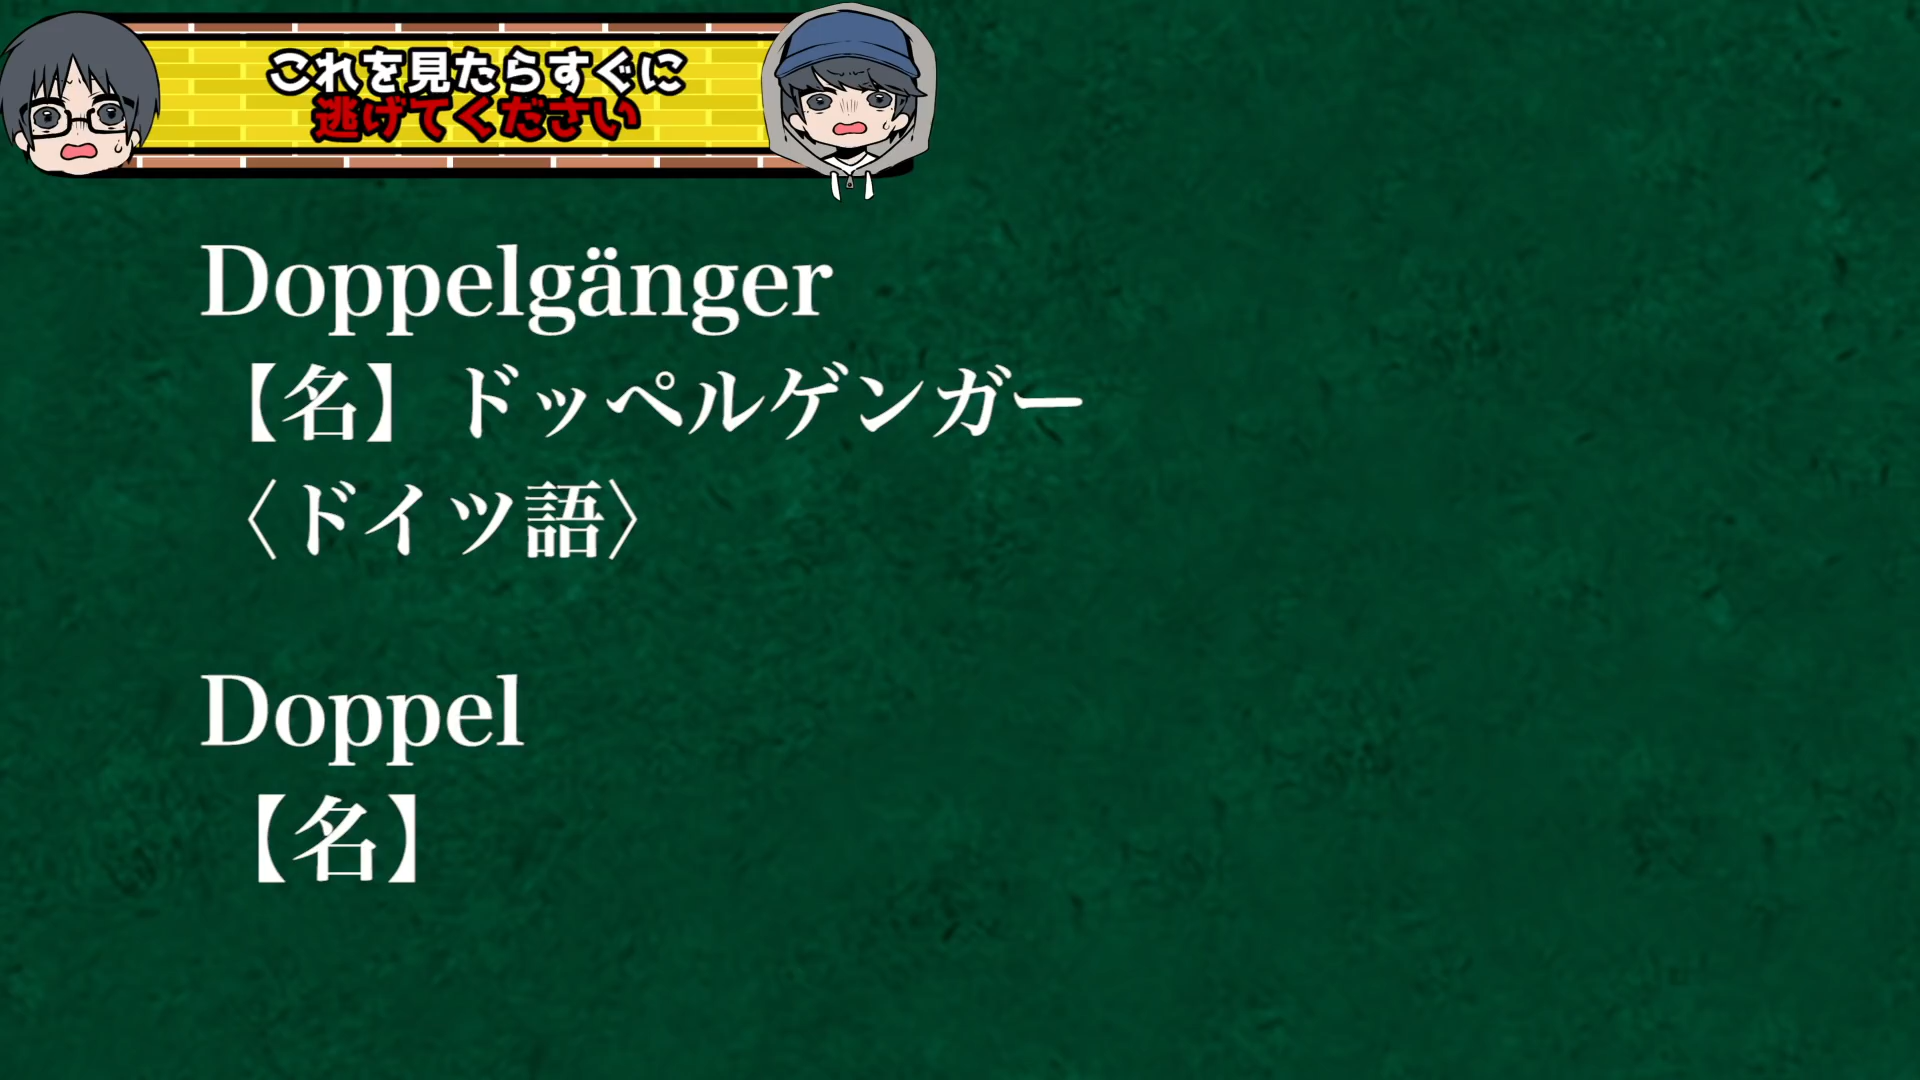 これを見たらすぐに
逃げてください
Doppelgänger
【名】ドッペルゲンガー
〈ドイツ語〉
Doppel
【名】